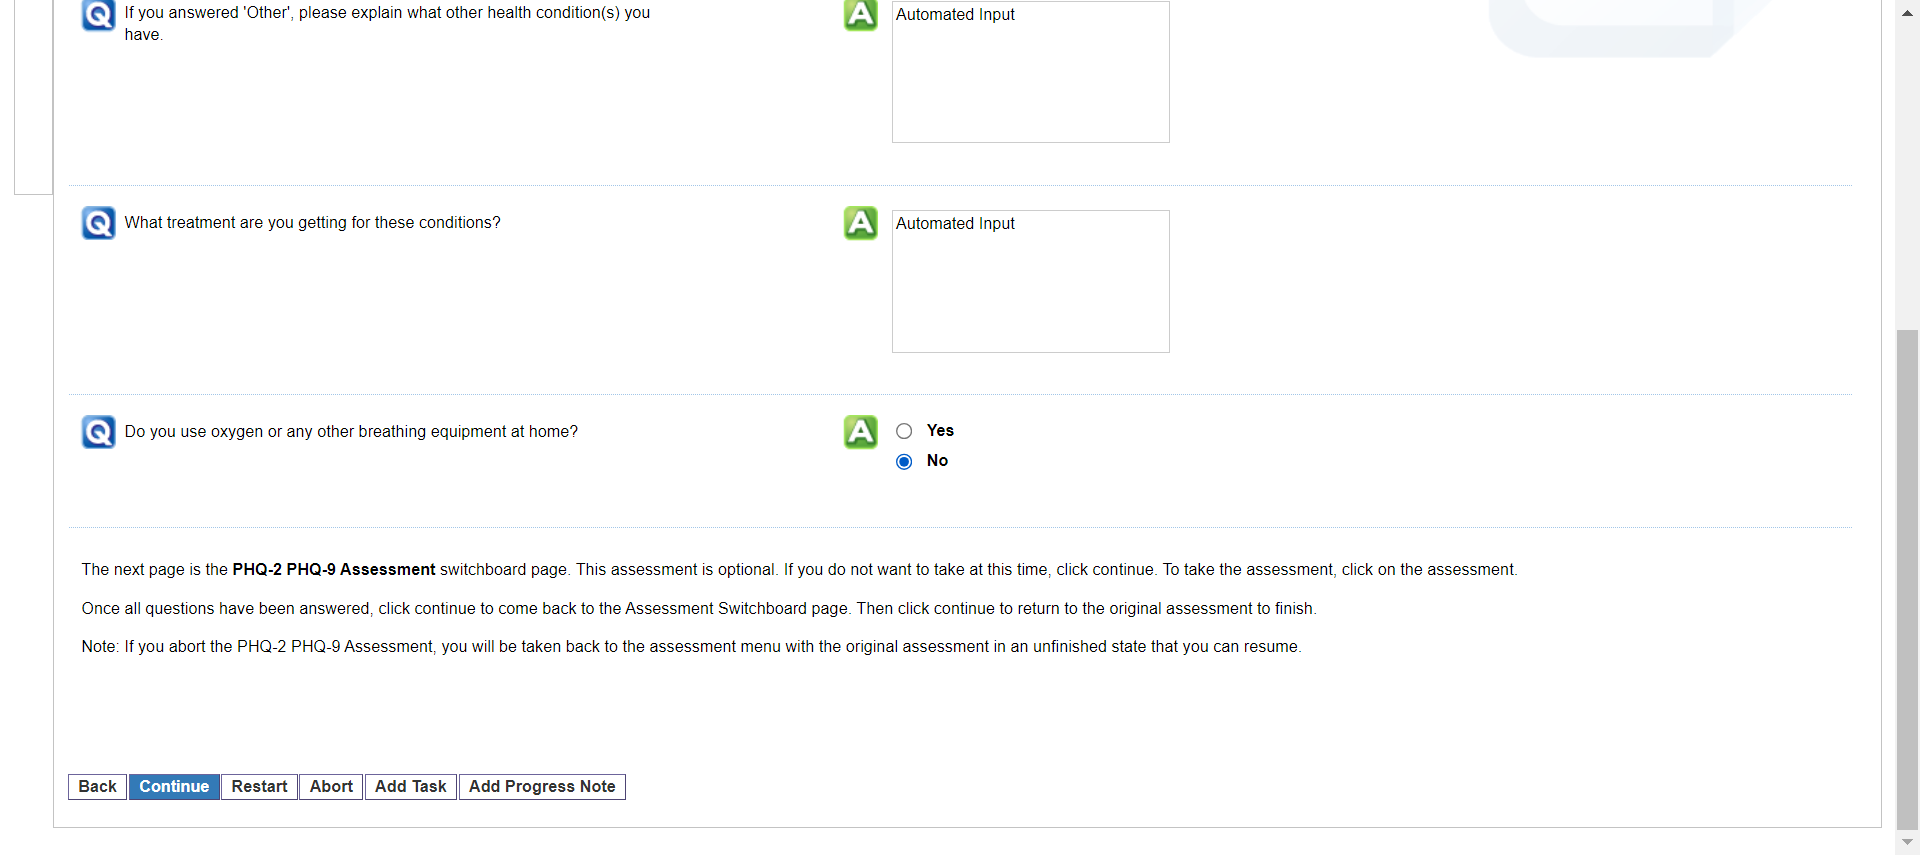 Q If you answered 'Other', please explain what other health condition(s) you
have.
A Automated Input
Q What treatment are you getting for these conditions?
A Automated Input
Q Do you use oxygen or any other breathing equipment at home?
A Yes
No
The next page is the PHQ-2 PHQ-9 Assessment switchboard page. This assessment is optional. If you do not want to take at this time, click continue. To take the assessment, click on the assessment.
Once all questions have been answered, click continue to come back to the Assessment Switchboard page. Then click continue to return to the original assessment to finish.
Note: If you abort the PHQ-2 PHQ-9 Assessment, you will be taken back to the assessment menu with the original assessment in an unfinished state that you can resume.
Back Continue Restart Abort Add Task Add Progress Note